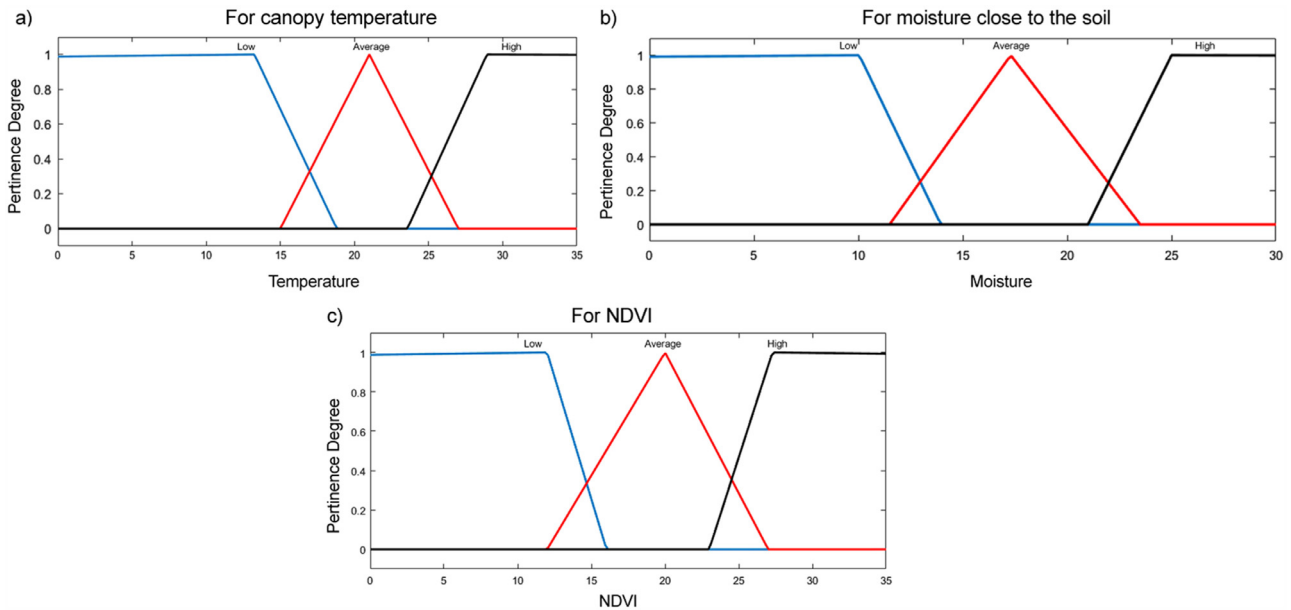 a) For canopy temperature
Low Average High
Pertinence Degree
1
0.8
0.6
0.4
0.2
0
0 5 10 15 20 25 30 35
Temperature
b) For moisture close to the soil
Low Average High
Pertinence Degree
1
0.8
0.6
0.4
0.2
0
0 5 10 15 20 25 30
Moisture
c) For NDVI
Low Average High
Pertinence Degree
1
0.8
0.6
0.4
0.2
0
0 5 10 15 20 25 30 35
NDVI